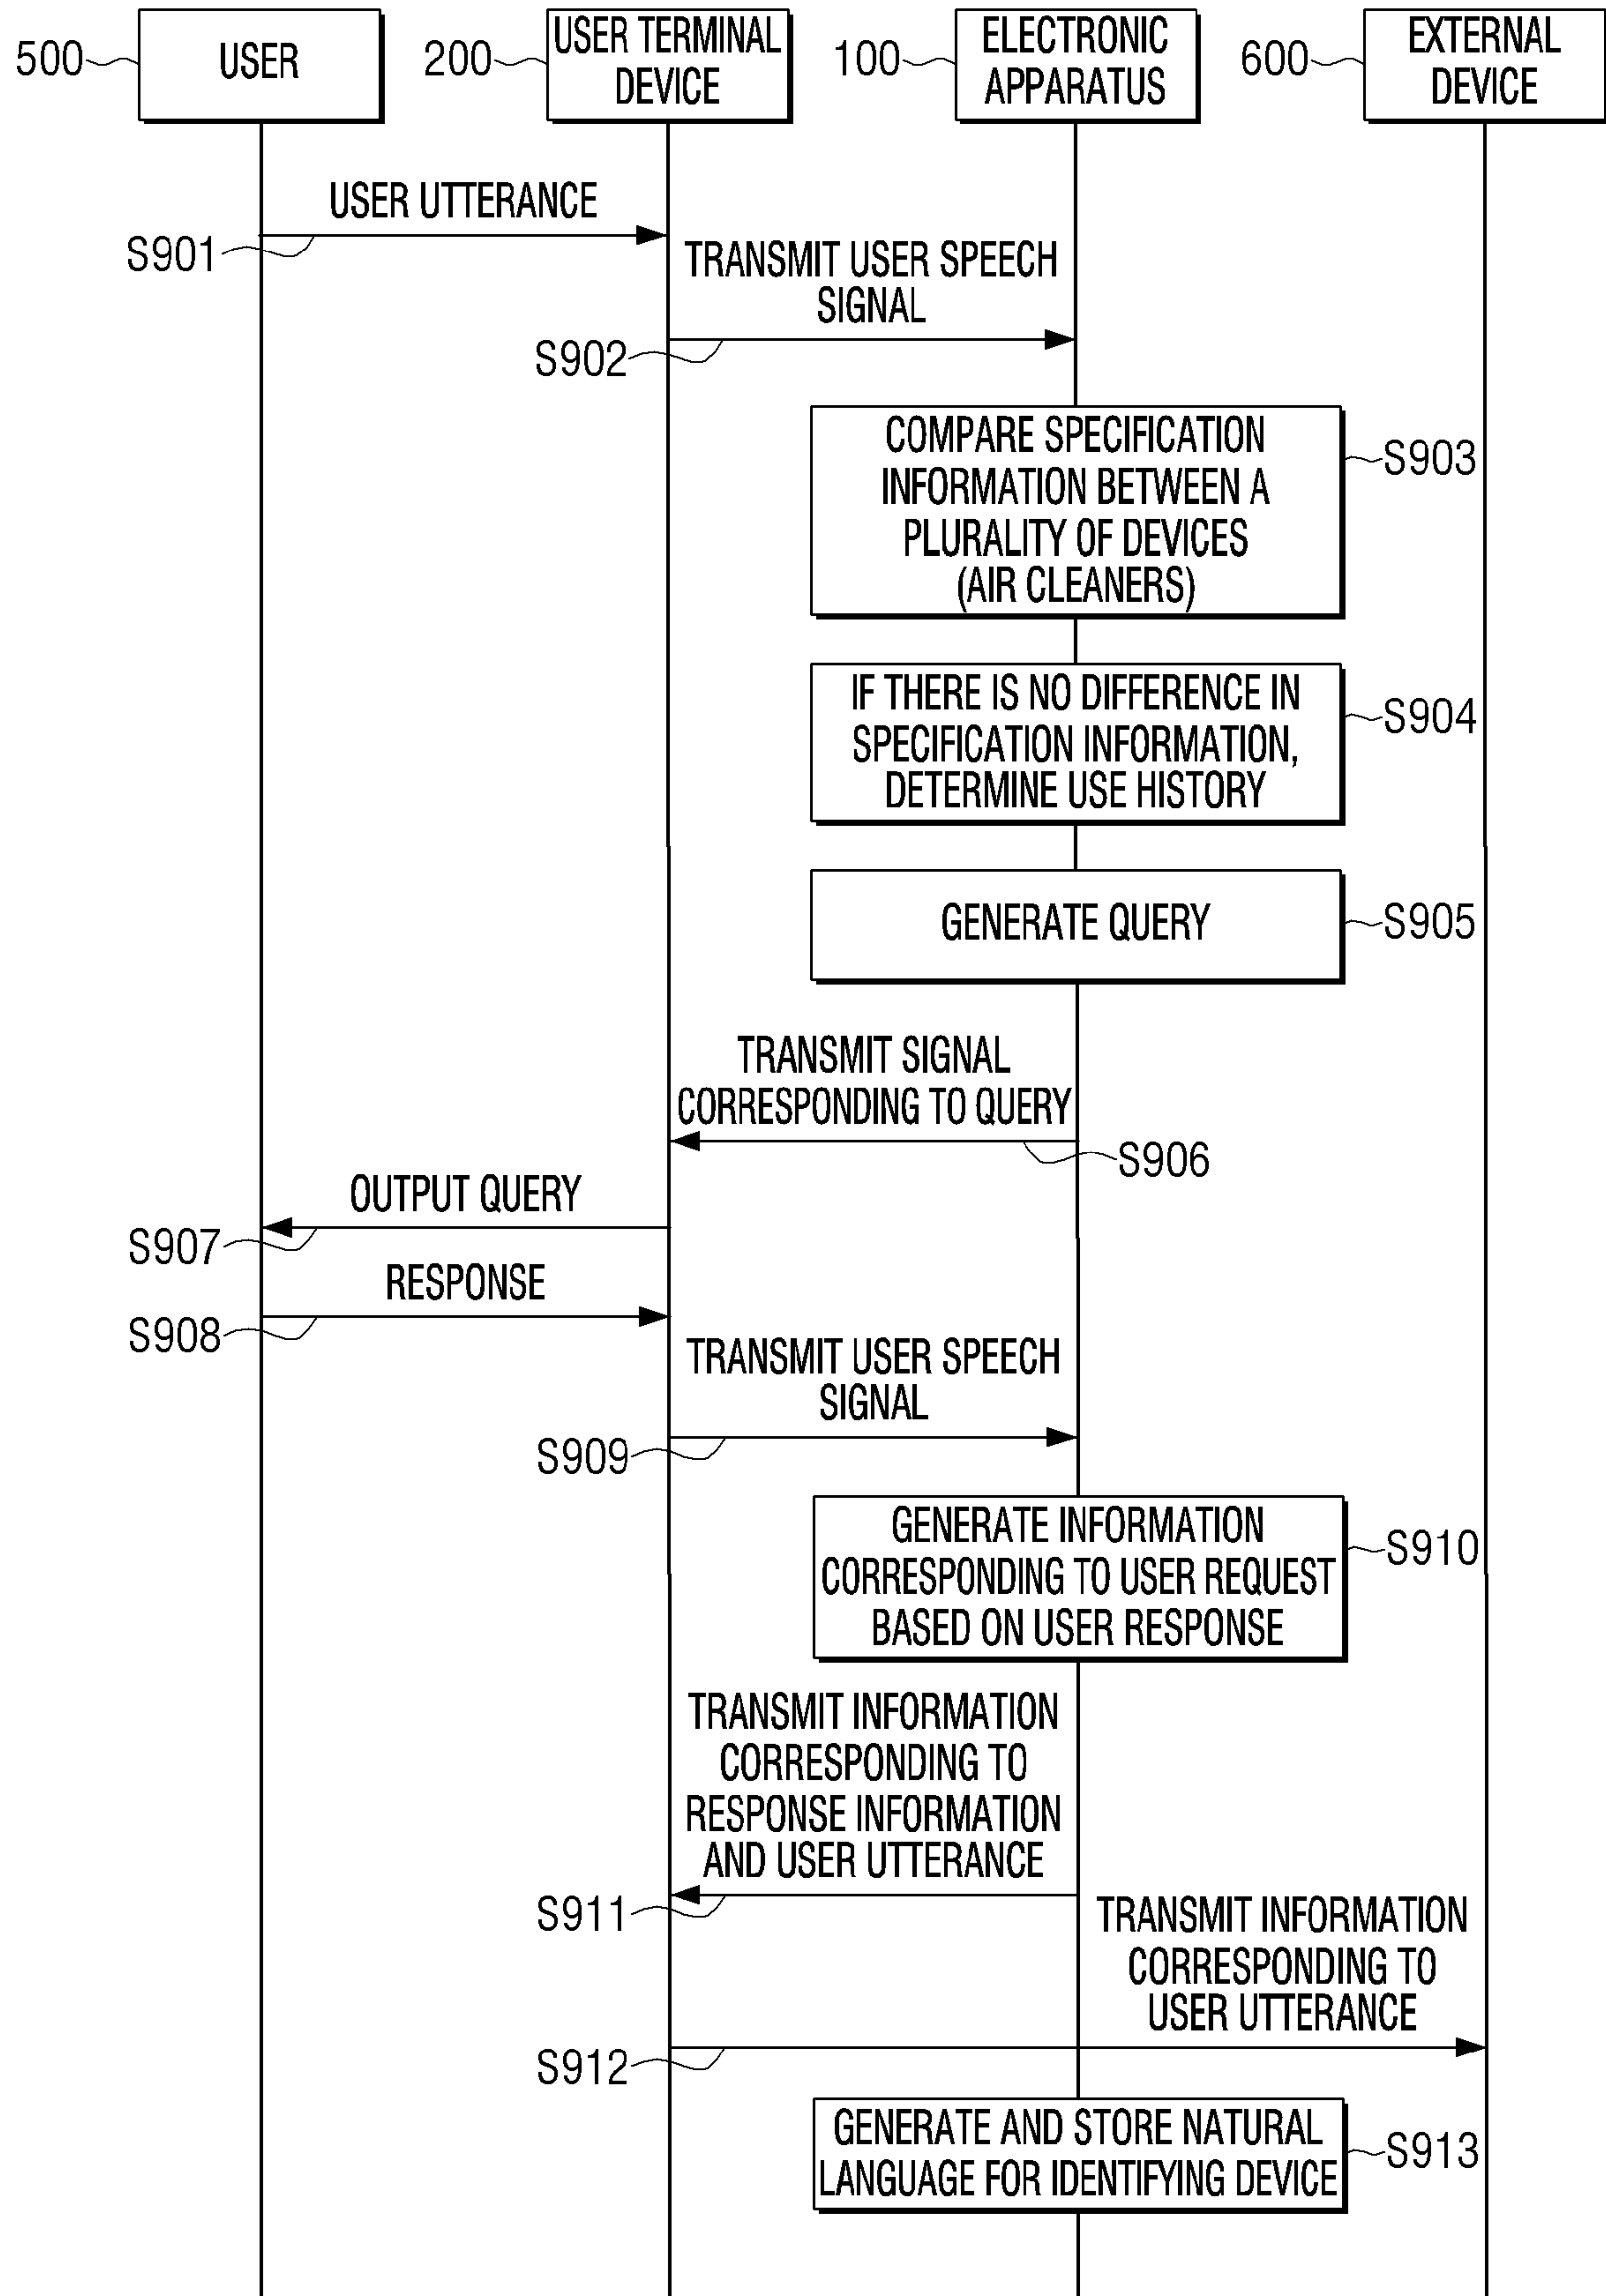 500
USER
200
USER TERMINAL
DEVICE
100
ELECTRONIC
APPARATUS
600
EXTERNAL
DEVICE
USER UTTERANCE
S901
TRANSMIT USER SPEECH
SIGNAL
S902
COMPARE SPECIFICATION
INFORMATION BETWEEN A
PLURALITY OF DEVICES
(AIR CLEANERS)
S903
IF THERE IS NO DIFFERENCE IN
SPECIFICATION INFORMATION,
DETERMINE USE HISTORY
S904
GENERATE QUERY
S905
TRANSMIT SIGNAL
CORRESPONDING TO QUERY
S906
OUTPUT QUERY
S907
RESPONSE
S908
TRANSMIT USER SPEECH
SIGNAL
S909
GENERATE INFORMATION
CORRESPONDING TO USER REQUEST
BASED ON USER RESPONSE
S910
TRANSMIT INFORMATION
CORRESPONDING TO
RESPONSE INFORMATION
AND USER UTTERANCE
S911
TRANSMIT INFORMATION
CORRESPONDING TO
USER UTTERANCE
S912
GENERATE AND STORE NATURAL
LANGUAGE FOR IDENTIFYING DEVICE
S913